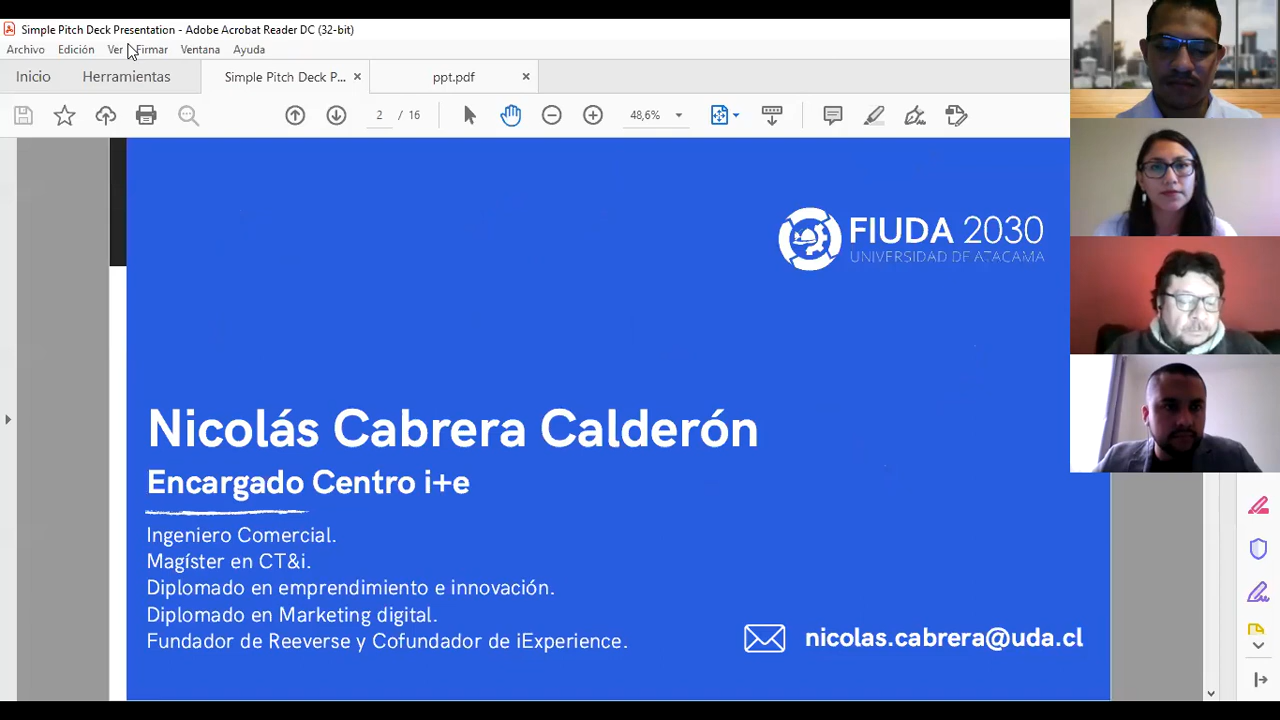 Simple Pitch Deck Presentation - Adobe Acrobat Reader DC (32-bit)
Archivo Edición Ver Firmar Ventana Ayuda
Inicio Herramientas Simple Pitch Deck P... × ppt.pdf ×
2 / 16 48,6%
FIUDA 2030
UNIVERSIDAD DE ATACAMA
Nicolás Cabrera Calderón
Encargado Centro i+e
Ingeniero Comercial.
Magíster en CT&i.
Diplomado en emprendimiento e innovación.
Diplomado en Marketing digital.
Fundador de Reeverse y Cofundador de iExperience.
nicolas.cabrera@uda.cl